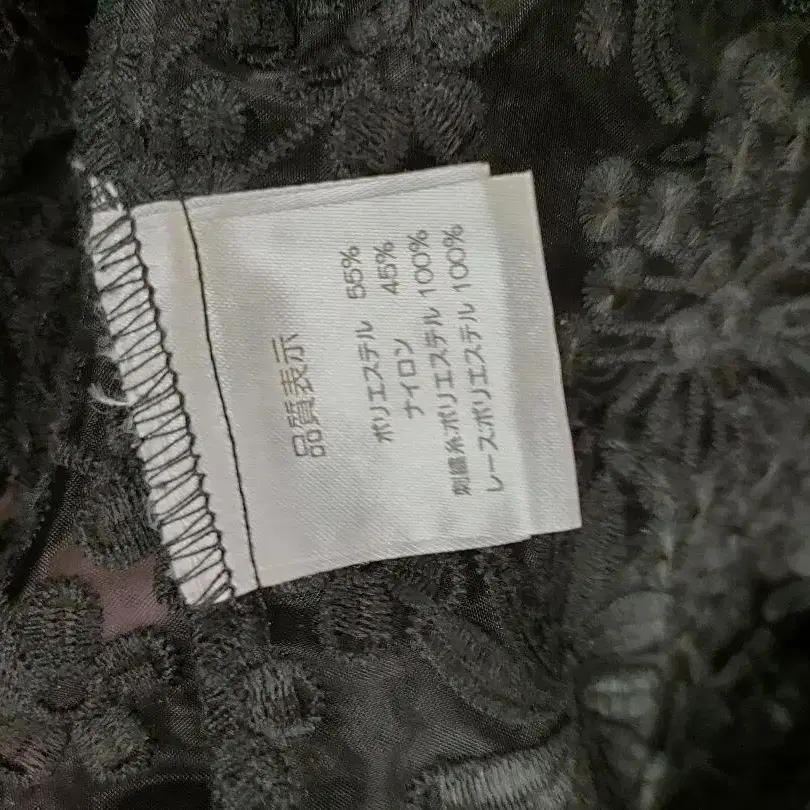 品質表示
ポリエステル 55%
ナイロン 45%
刺繍糸ポリエステル 100%
レースポリエステル 100%